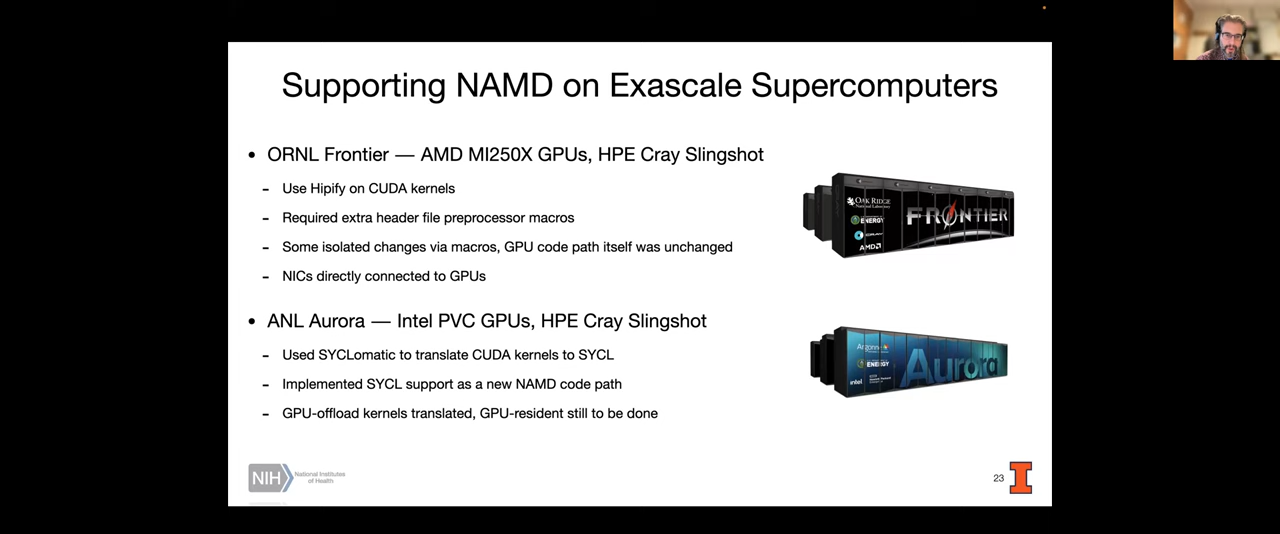 Supporting NAMD on Exascale Supercomputers
• ORNL Frontier — AMD MI250X GPUs, HPE Cray Slingshot
- Use Hipify on CUDA kernels
- Required extra header file preprocessor macros
- Some isolated changes via macros, GPU code path itself was unchanged
- NICs directly connected to GPUs
OAK RIDGE
National Laboratory
ENERGY
CRAY
AMD
FRONTIER
• ANL Aurora — Intel PVC GPUs, HPE Cray Slingshot
- Used SYCLomatic to translate CUDA kernels to SYCL
- Implemented SYCL support as a new NAMD code path
- GPU-offload kernels translated, GPU-resident still to be done
Argonne
ENERGY
intel
Aurora
NIH
National Institutes
of Health
23
I